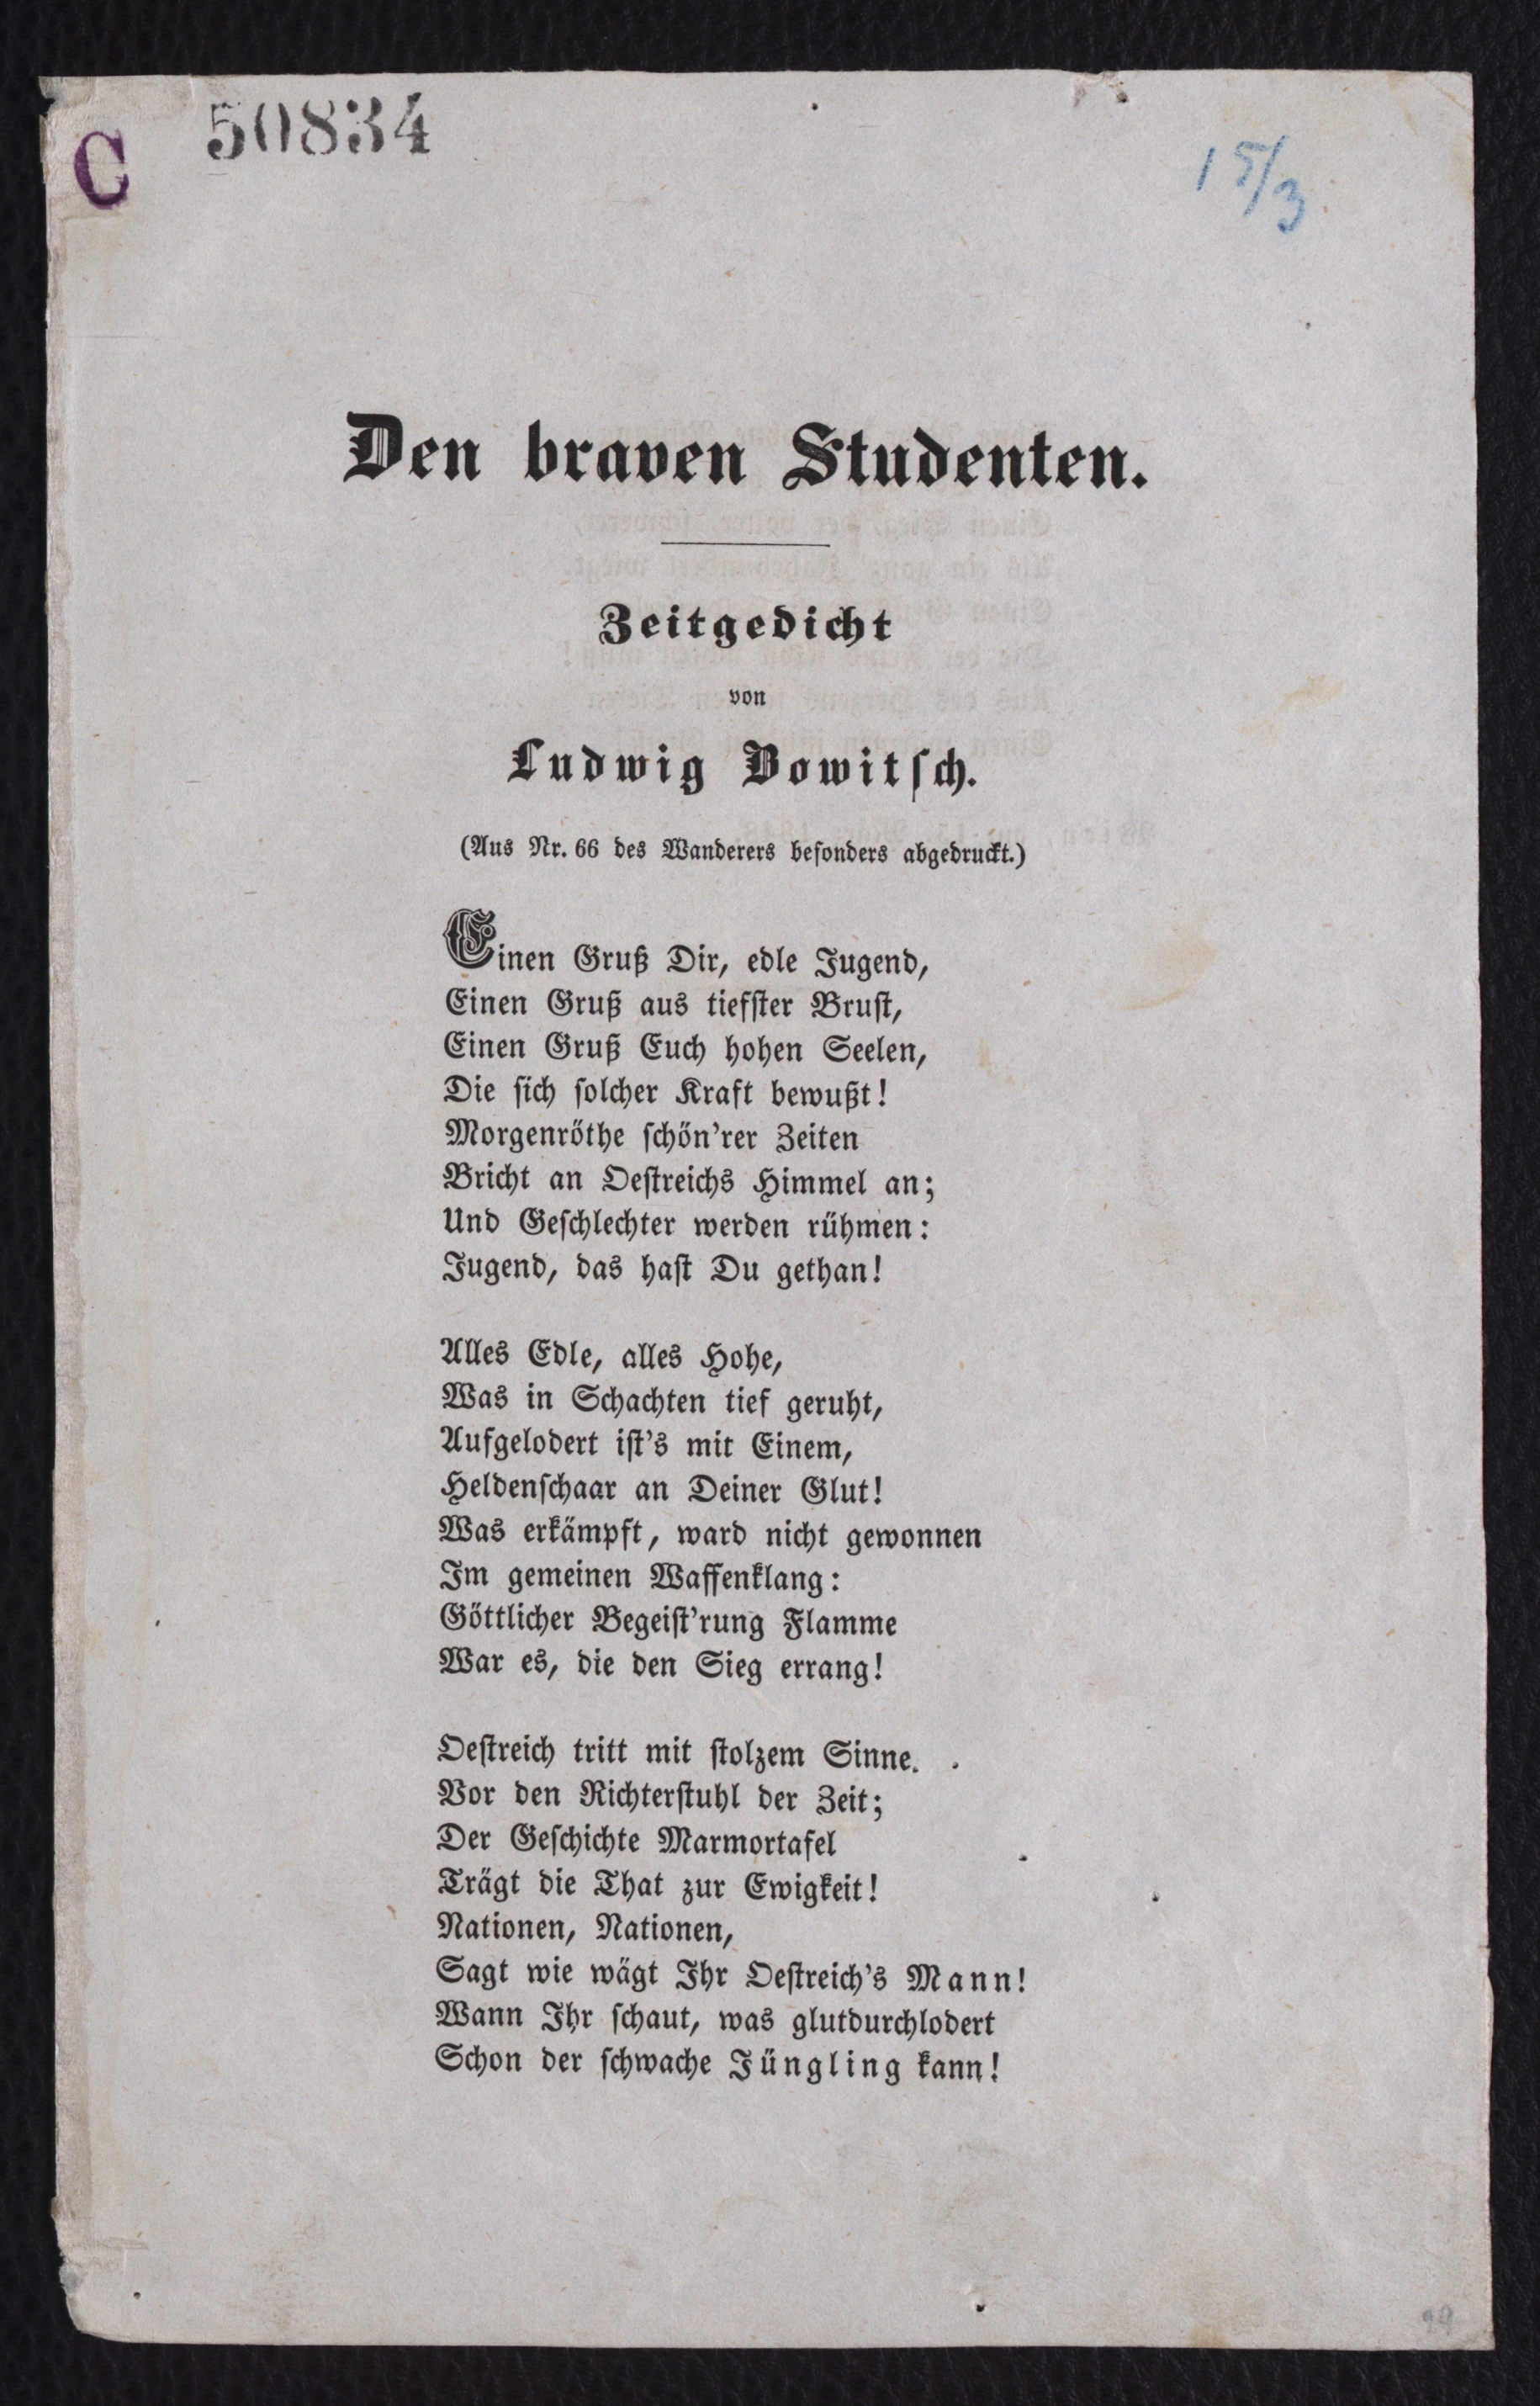 C 50834
15/3
Den braven Studenten.
Zeitgedicht
von
Ludwig Bowitsch.
(Aus Nr. 66 des Wanderers besonders abgedruckt.)
Einen Gruß Dir, edle Jugend,
Einen Gruß aus tiefster Brust,
Einen Gruß Euch hohen Seelen,
Die sich solcher Kraft bewußt!
Morgenröthe schön'rer Zeiten
Bricht an Oestreichs Himmel an;
Und Geschlechter werden rühmen:
Jugend, das hast Du gethan!
Alles Edle, alles Hohe,
Was in Schachten tief geruht,
Aufgelodert ist's mit Einem,
Heldenschaar an Deiner Glut!
Was erkämpft, ward nicht gewonnen
Im gemeinen Waffenklang:
Göttlicher Begeist'rung Flamme
War es, die den Sieg errang!
Oestreich tritt mit stolzem Sinne.
Vor den Richterstuhl der Zeit;
Der Geschichte Marmortafel
Trägt die That zur Ewigkeit!
Nationen, Nationen,
Sagt wie wägt Ihr Oestreich's Mann!
Wann Ihr schaut, was glutdurchlodert
Schon der schwache Jüngling kann!